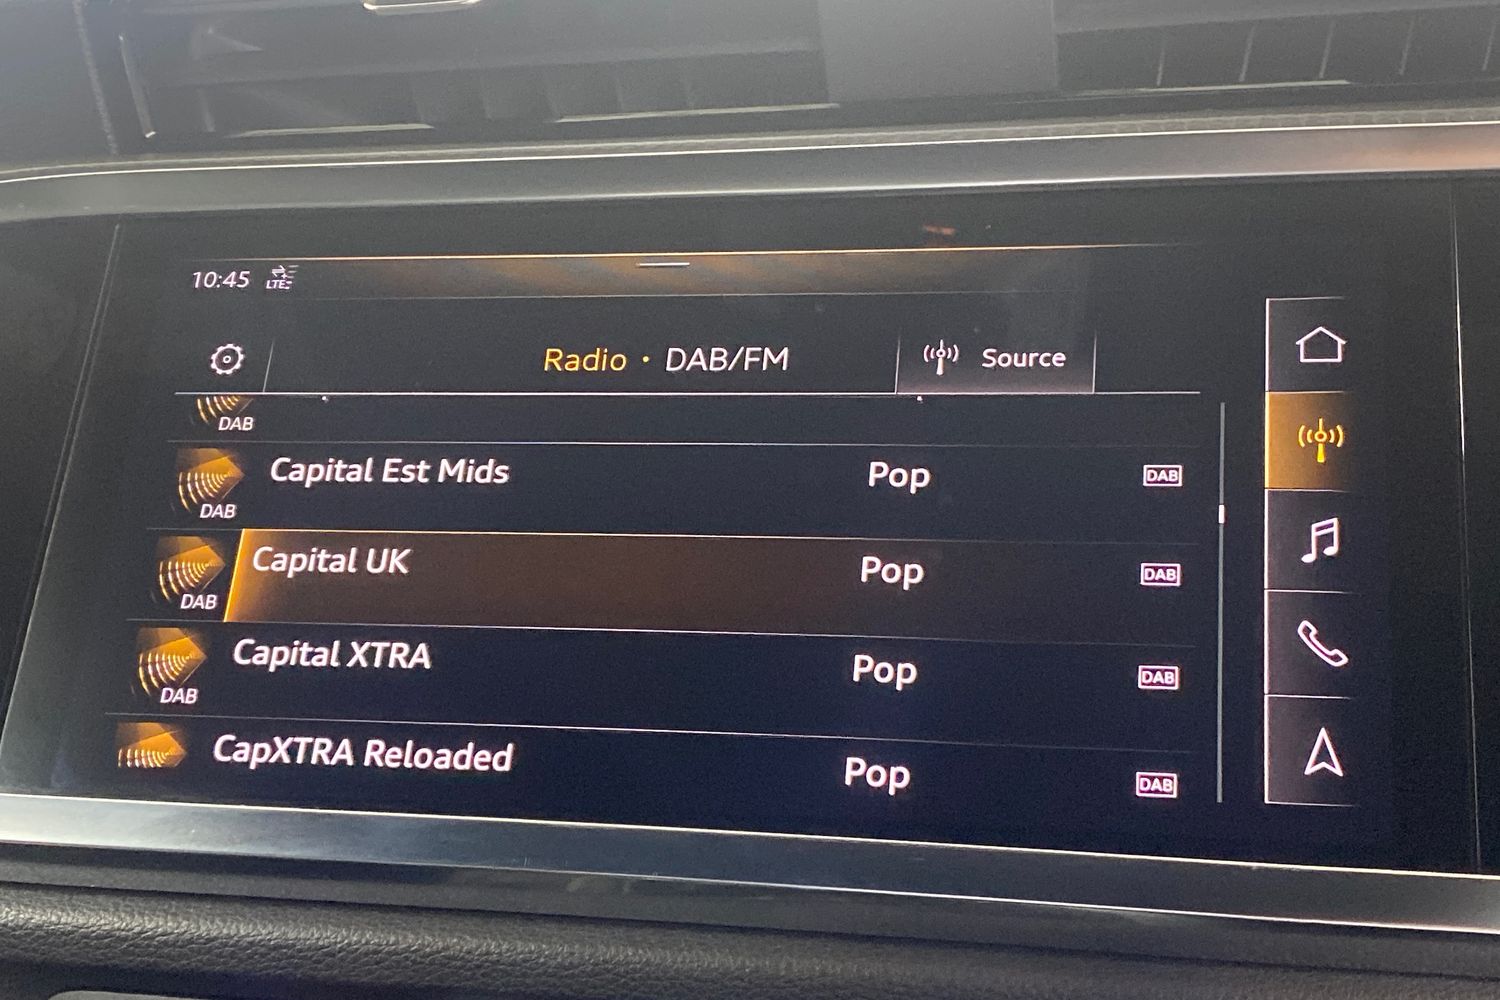 10:45 LTE
Radio · DAB/FM Source
DAB
Capital Est Mids Pop DAB
DAB
Capital UK Pop DAB
DAB
Capital XTRA Pop DAB
DAB
CapXTRA Reloaded Pop DAB